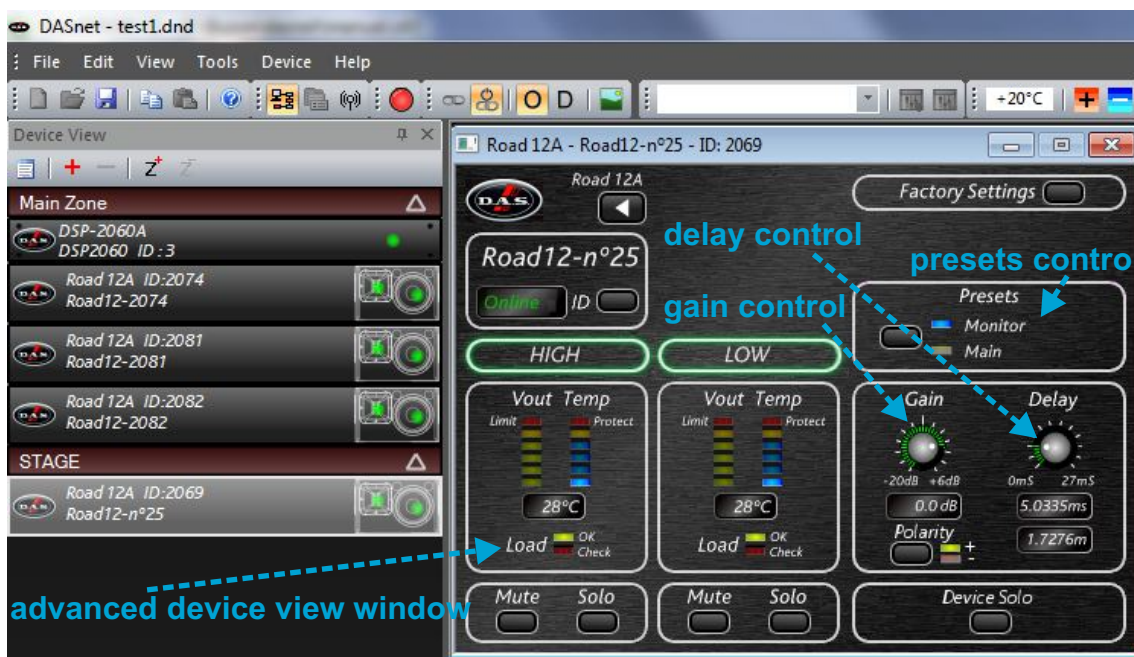 DASnet - test1.dnd
File Edit View Tools Device Help
O D
+20°C
Device View
Z+ Z-
Main Zone
D.A.S. DSP-2060A
DSP2060 ID :3
D.A.S. Road 12A ID:2074
Road12-2074
D.A.S. Road 12A ID:2081
Road12-2081
D.A.S. Road 12A ID:2082
Road12-2082
STAGE
D.A.S. Road 12A ID:2069
Road12-nº25
advanced device view window
Road 12A - Road12-nº25 - ID: 2069
D.A.S. Road 12A
Factory Settings
Road12-nº25
Online ID
delay control
gain control
presets contro
Presets
Monitor
Main
HIGH LOW
Vout Temp
Limit Protect
28°C
Load OK
Check
Mute Solo
Vout Temp
Limit Protect
28°C
Load OK
Check
Mute Solo
Gain Delay
-20dB +6dB 0mS 27mS
0.0 dB 5.0335ms
Polarity + - 1.7276m
Device Solo